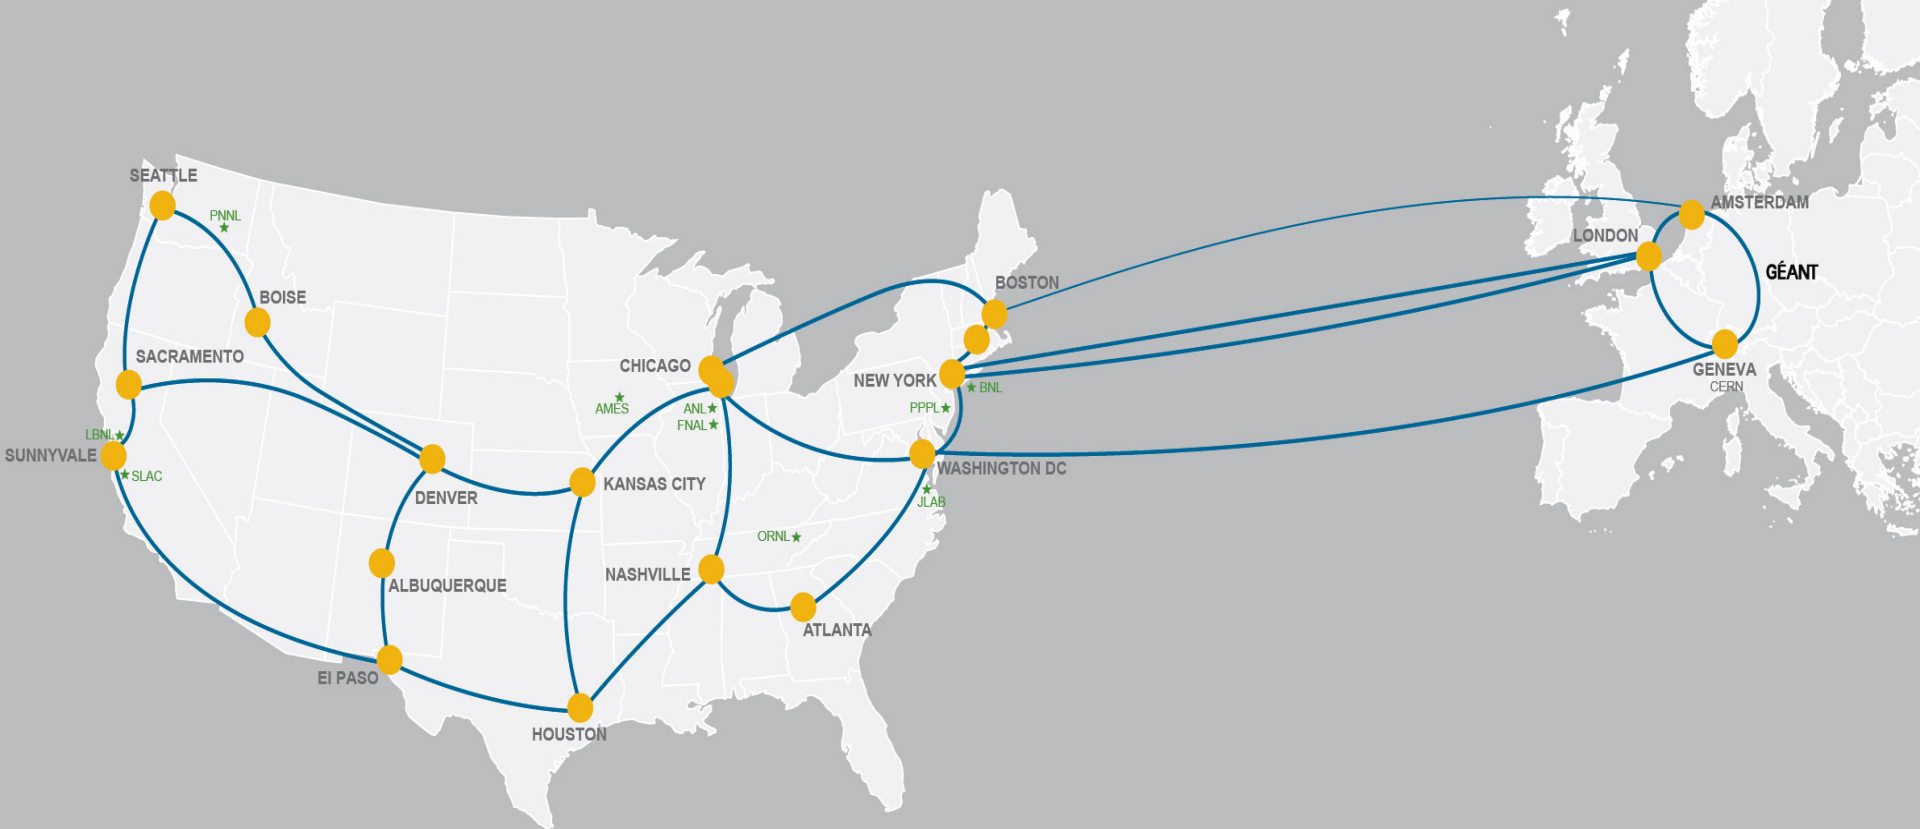 SEATTLE
PNNL
BOISE
SACRAMENTO
LBNL
SUNNYVALE
SLAC
DENVER
ALBUQUERQUE
El PASO
HOUSTON
KANSAS CITY
AMES
CHICAGO
ANL
FNAL
NASHVILLE
ORNL
ATLANTA
BOSTON
NEW YORK
BNL
PPPL
WASHINGTON DC
JLAB
AMSTERDAM
LONDON
GÉANT
GENEVA
CERN